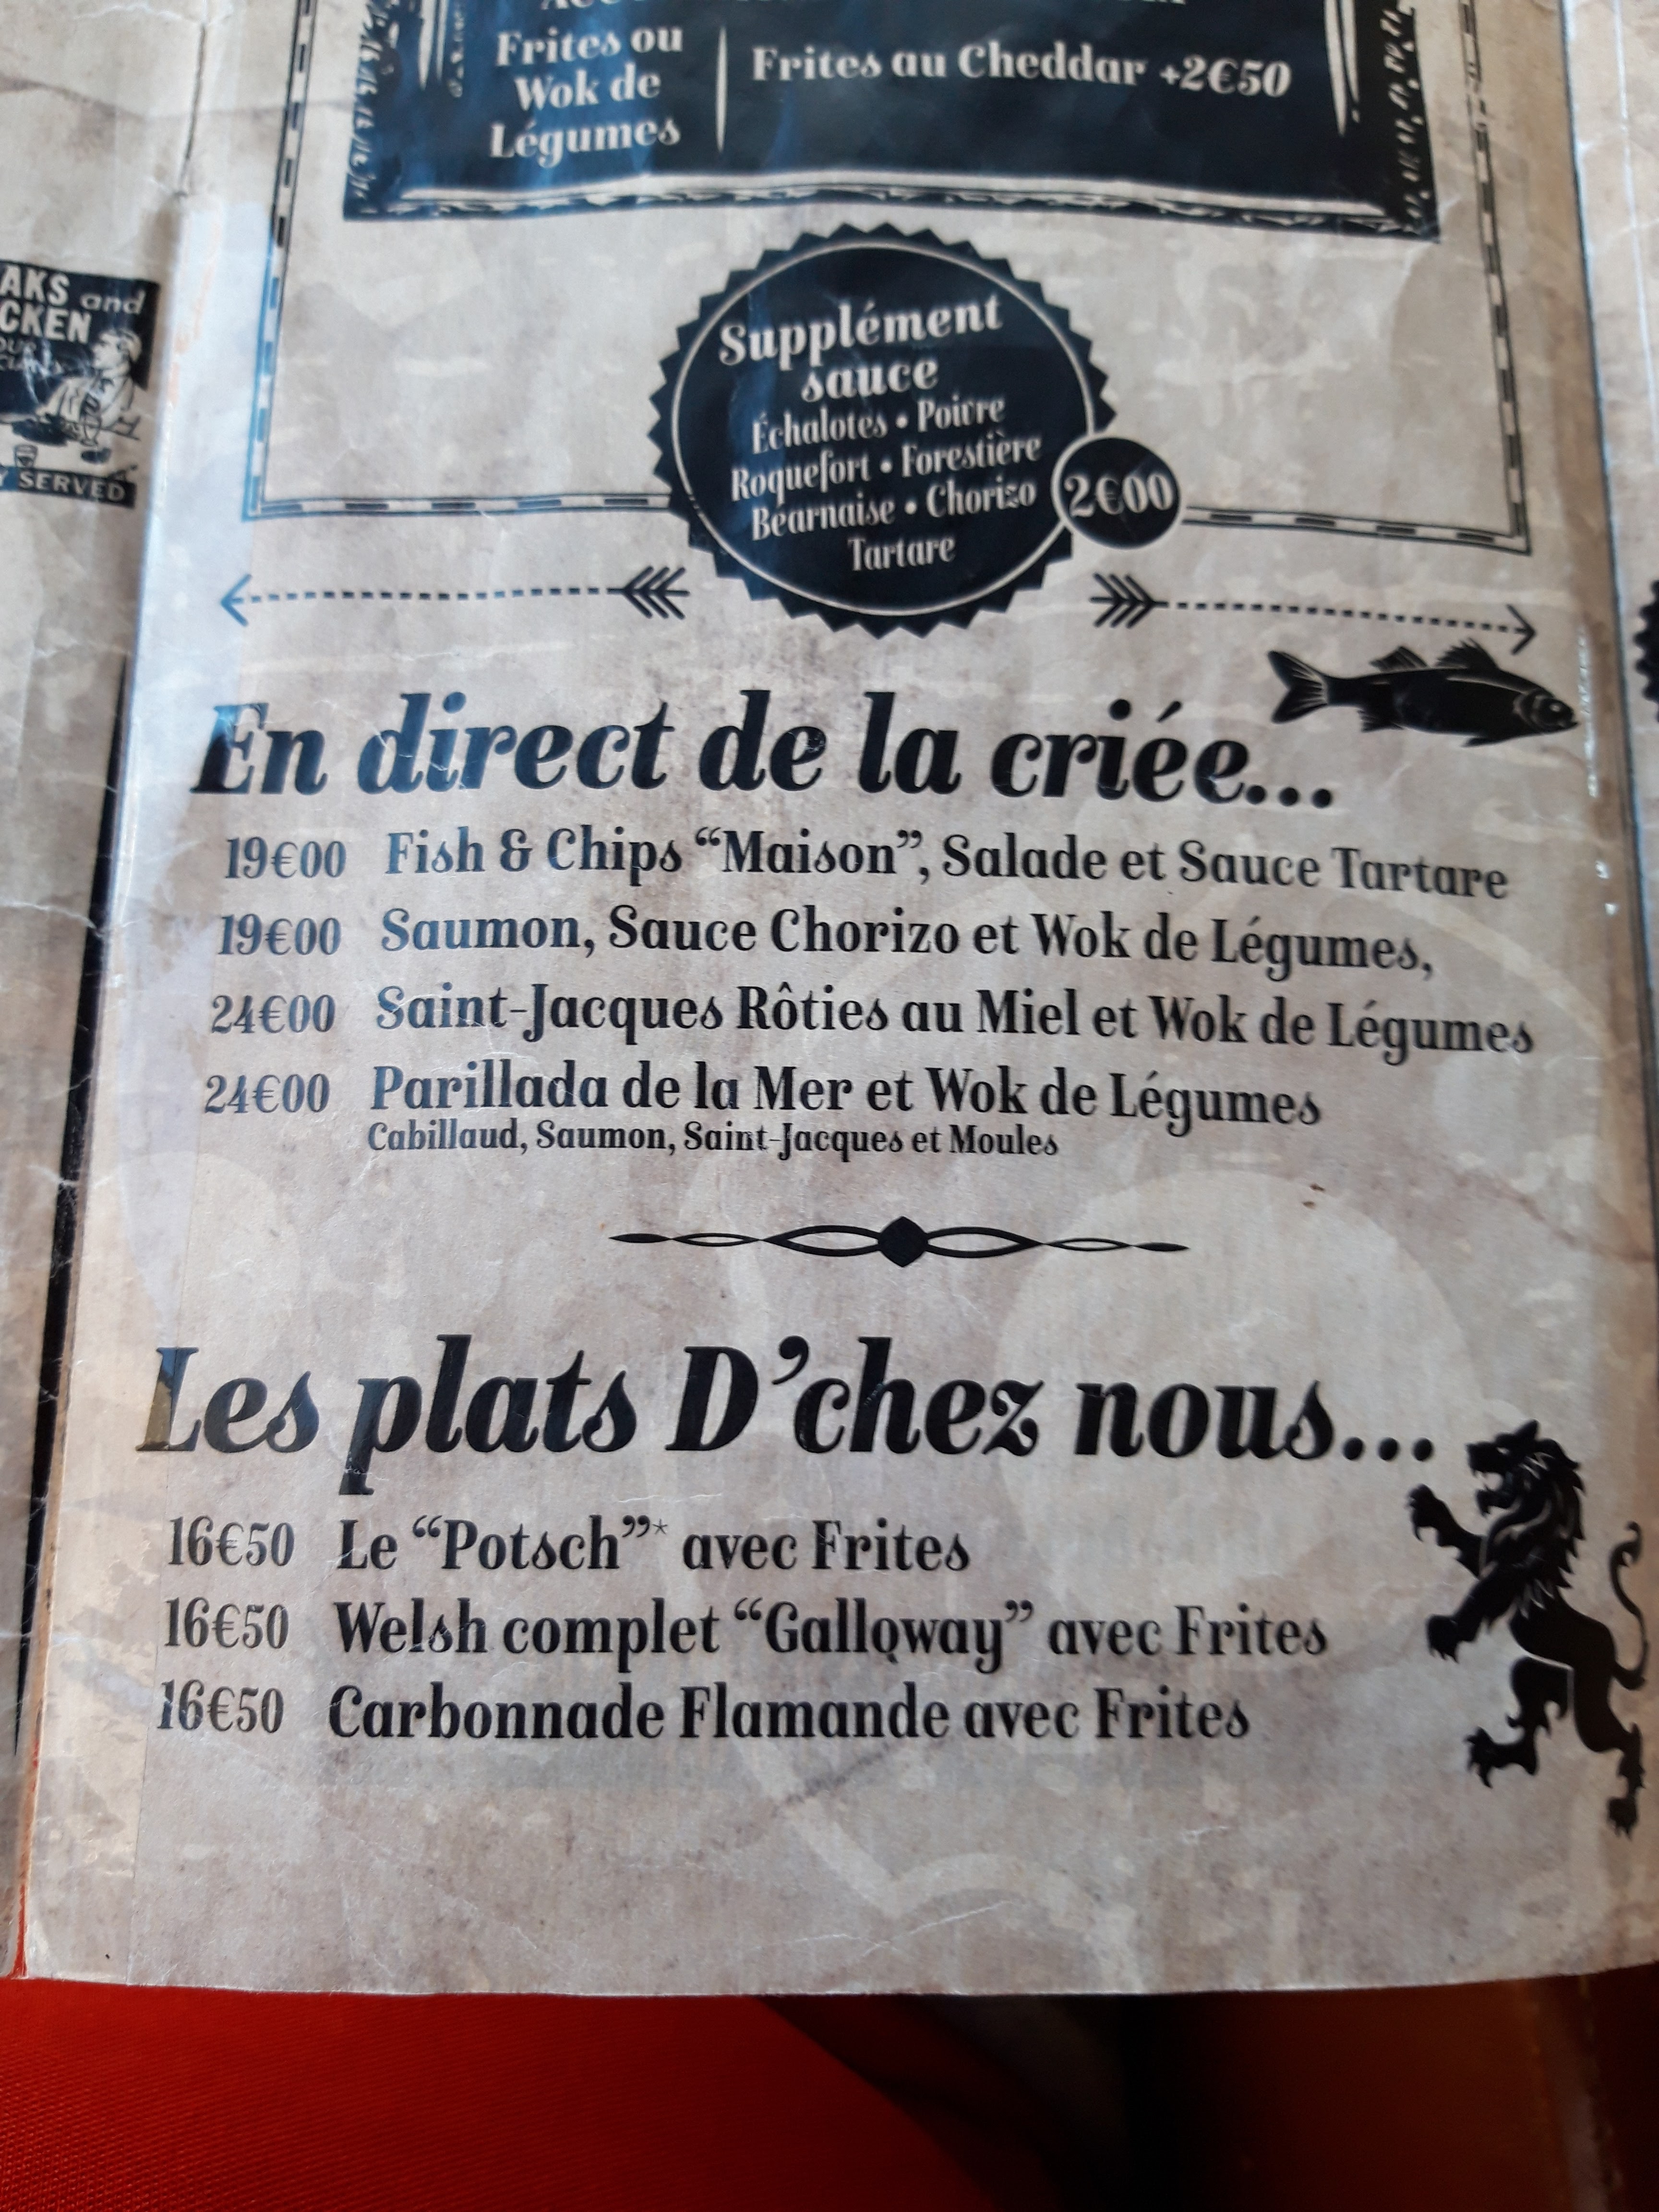 Frites ou
Wok de
Légumes
Frites au Cheddar +2€50
AKS and
CKEN
Y SERVED
Supplément
sauce
Échalotes • Poivre
Roquefort • Forestière
Béarnaise • Chorizo
Tartare
2€00
En direct de la criée...
19€00 Fish & Chips “Maison”, Salade et Sauce Tartare
19€00 Saumon, Sauce Chorizo et Wok de Légumes,
24€00 Saint-Jacques Rôties au Miel et Wok de Légumes
24€00 Parillada de la Mer et Wok de Légumes
Cabillaud, Saumon, Saint-Jacques et Moules
Les plats D’chez nous...
16€50 Le “Potsch”* avec Frites
16€50 Welsh complet “Galloway” avec Frites
16€50 Carbonnade Flamande avec Frites